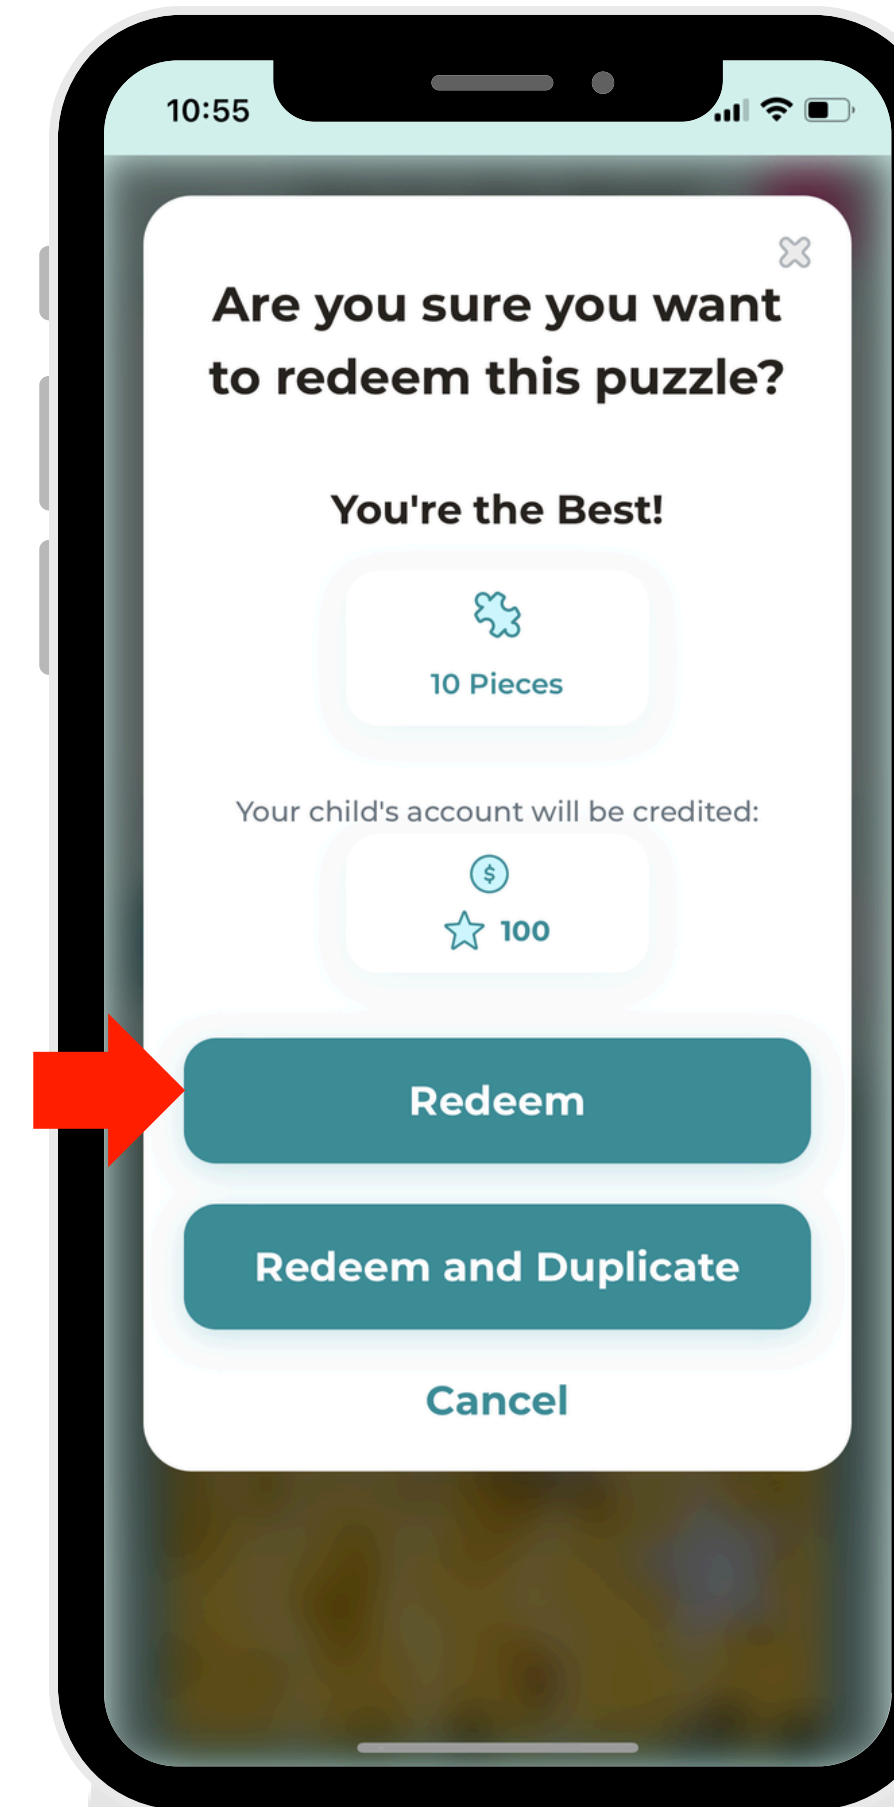 10:55
Are you sure you want
to redeem this puzzle?
You're the Best!
10 Pieces
Your child's account will be credited:
$
100
Redeem
Redeem and Duplicate
Cancel